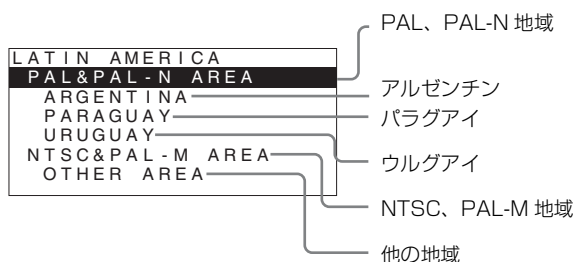 LATIN AMERICA
PAL&PAL-N AREA
ARGENTINA
PARAGUAY
URUGUAY
NTSC&PAL-M AREA
OTHER AREA
PAL、PAL-N 地域
アルゼンチン
パラグアイ
ウルグアイ
NTSC、PAL-M 地域
他の地域